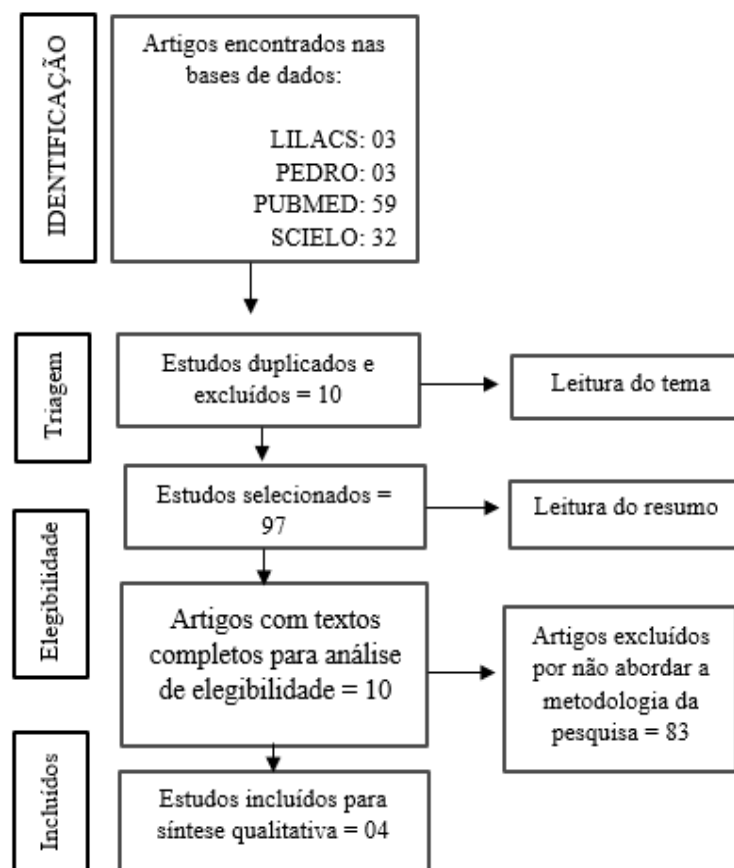 IDENTIFICAÇÃO
Artigos encontrados nas
bases de dados:
LILACS: 03
PEDRO: 03
PUBMED: 59
SCIELO: 32
Triagem
Estudos duplicados e
excluídos = 10
Leitura do tema
Elegibilidade
Estudos selecionados =
97
Leitura do resumo
Artigos com textos
completos para análise
de elegibilidade = 10
Artigos excluídos
por não abordar a
metodologia da
pesquisa = 83
Incluídos
Estudos incluídos para
síntese qualitativa = 04